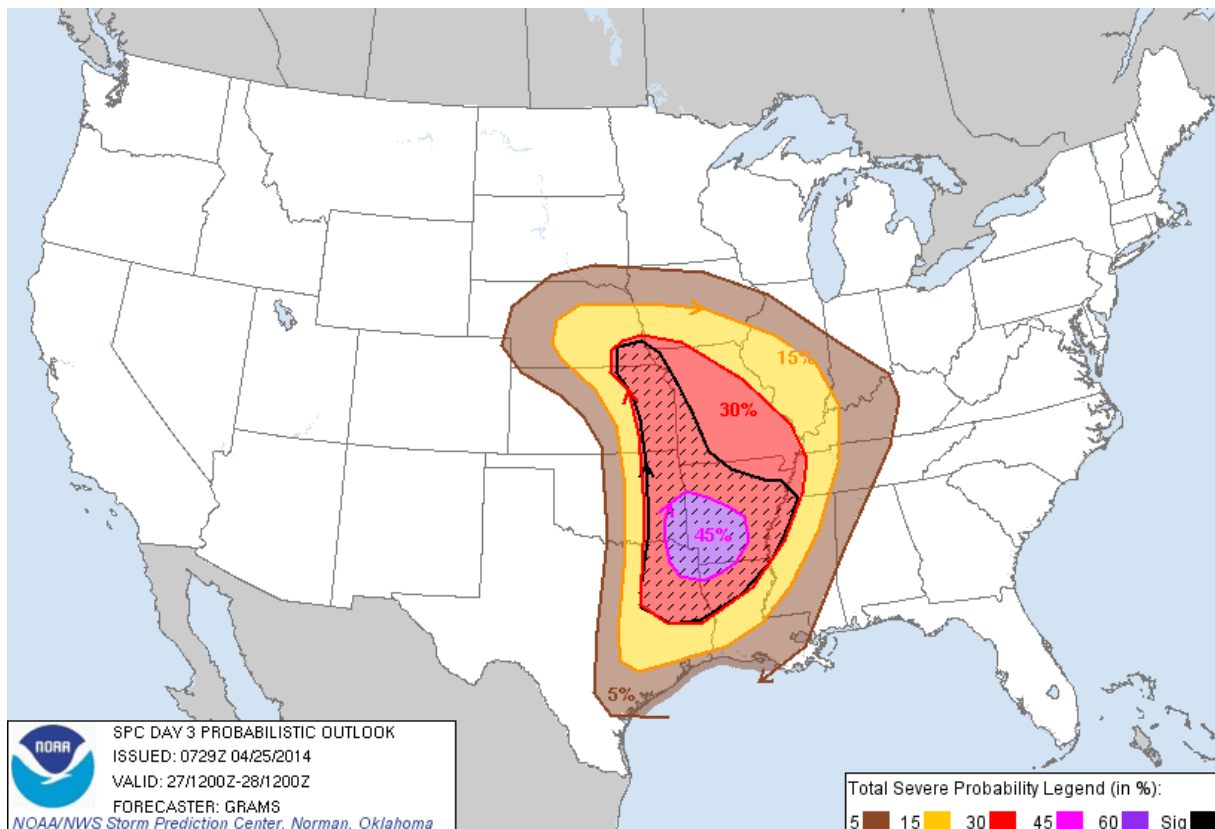 15%
30%
45%
5%
NOAA
SPC DAY 3 PROBABILISTIC OUTLOOK
ISSUED: 0729Z 04/25/2014
VALID: 27/1200Z-28/1200Z
FORECASTER: GRAMS
NOAA/NWS Storm Prediction Center, Norman, Oklahoma
Total Severe Probability Legend (in %):
5 15 30 45 60 Sig